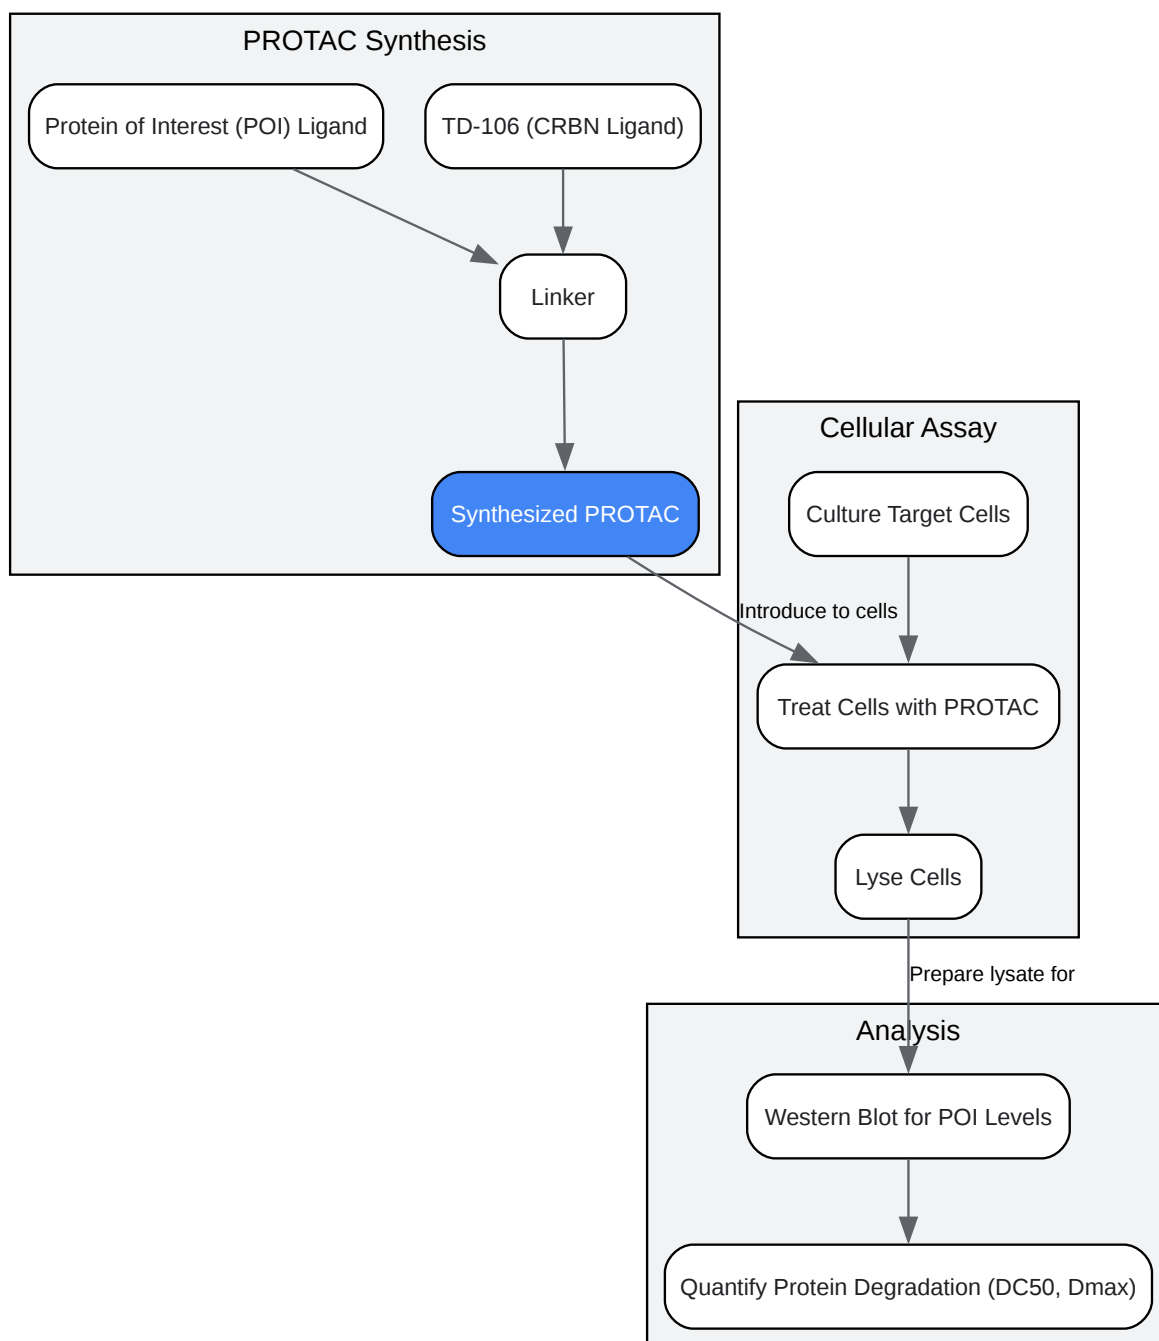 PROTAC Synthesis
Protein of Interest (POI) Ligand
TD-106 (CRBN Ligand)
Linker
Synthesized PROTAC
Cellular Assay
Culture Target Cells
Introduce to cells
Treat Cells with PROTAC
Lyse Cells
Prepare lysate for
Analysis
Western Blot for POI Levels
Quantify Protein Degradation (DC50, Dmax)